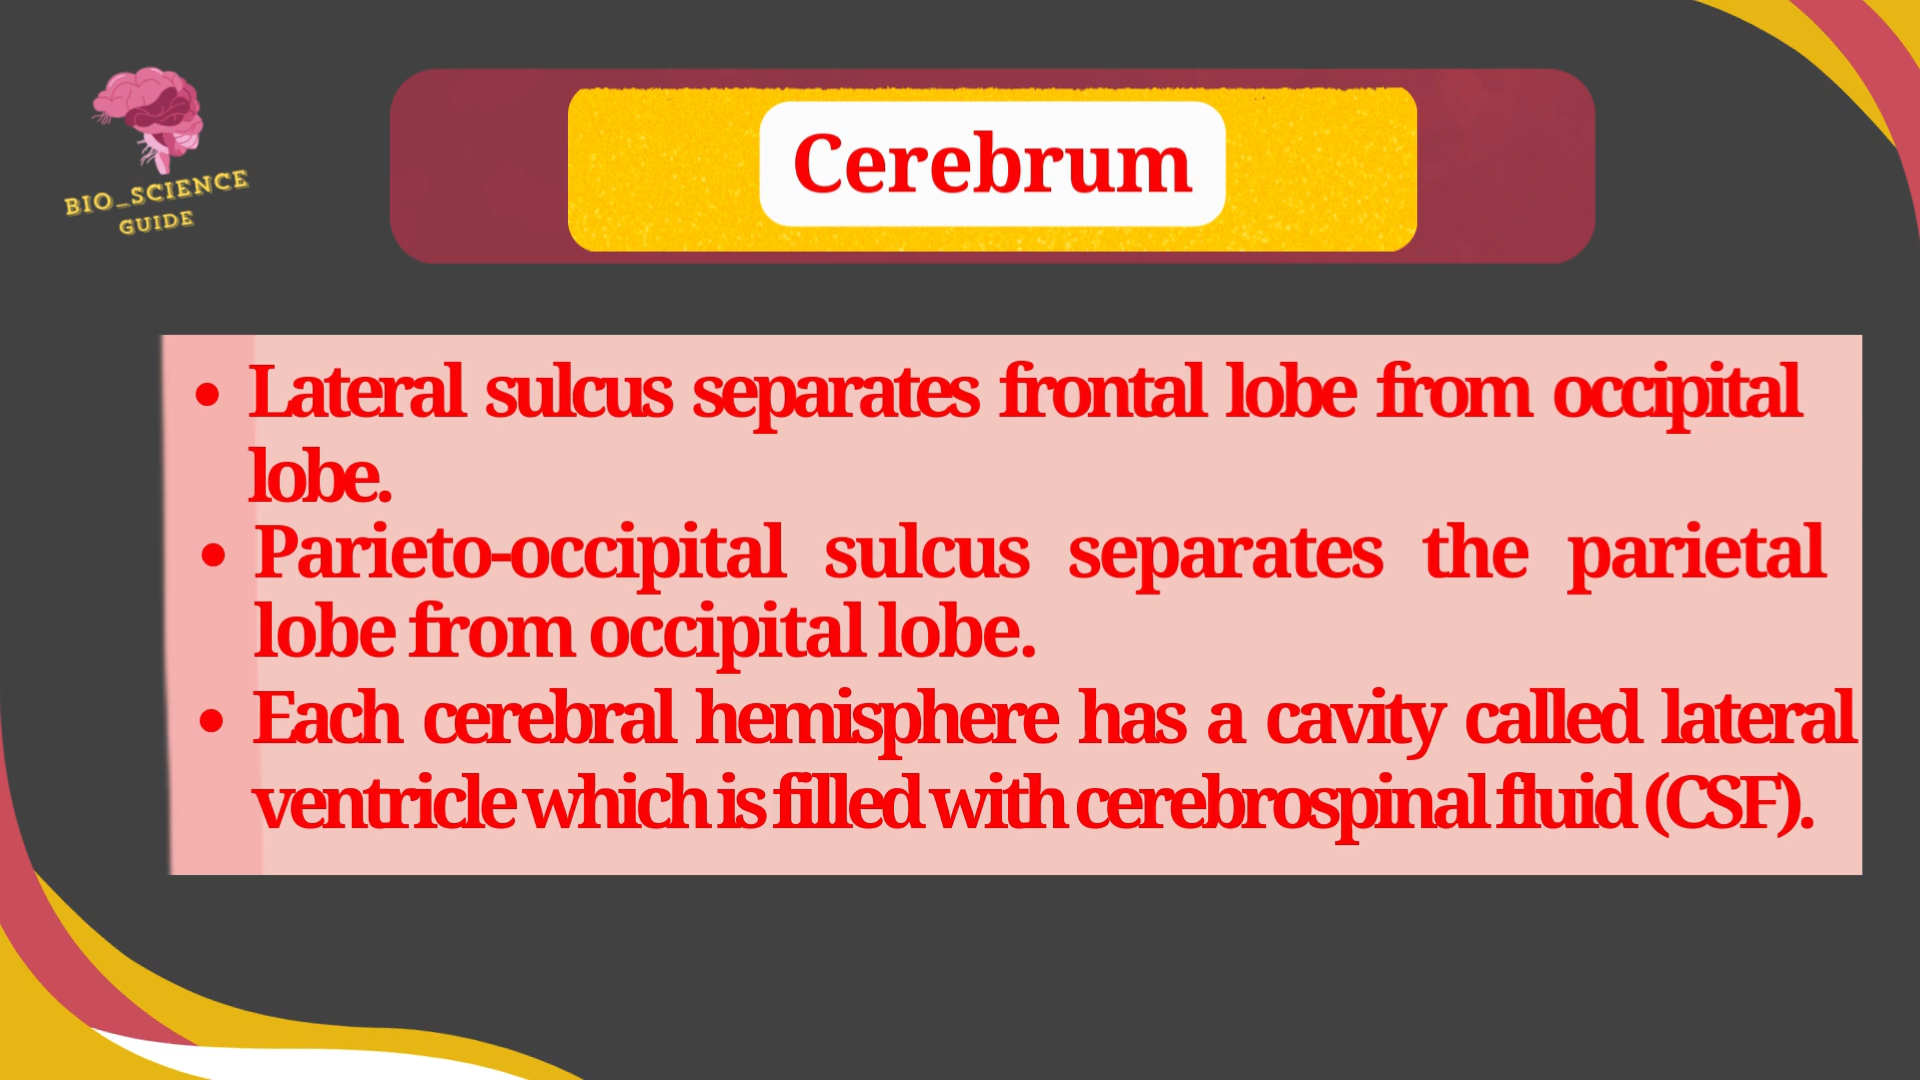 BIO_SCIENCE
GUIDE
Cerebrum
• Lateral sulcus separates frontal lobe from occipital
lobe.
• Parieto-occipital sulcus separates the parietal
lobe from occipital lobe.
• Each cerebral hemisphere has a cavity called lateral
ventricle which is filled with cerebrospinal fluid (CSF).